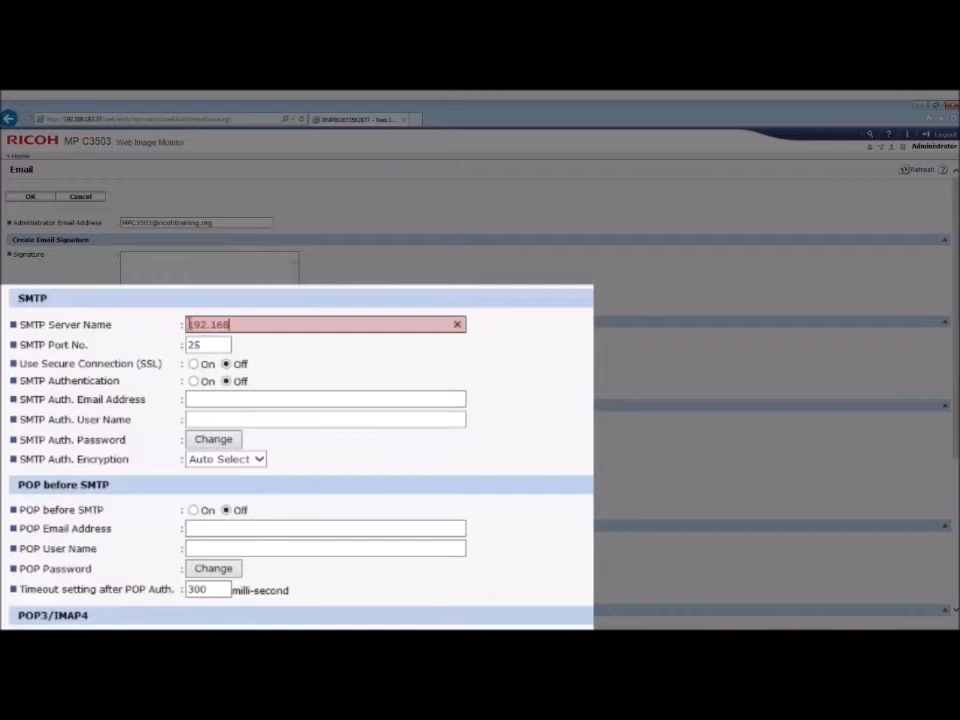 RNP002673582B77 - Web I...
RICOH MP C3503 Web Image Monitor
Logout
Home
Administrator
Email
Refresh
OK Cancel
Administrator Email Address : MPC3503@ricohtraining.org
Create Email Signature
Signature :
SMTP
SMTP Server Name : 192.168
SMTP Port No. : 25
Use Secure Connection (SSL) : On Off
SMTP Authentication : On Off
SMTP Auth. Email Address :
SMTP Auth. User Name :
SMTP Auth. Password : Change
SMTP Auth. Encryption : Auto Select
POP before SMTP
POP before SMTP : On Off
POP Email Address :
POP User Name :
POP Password : Change
Timeout setting after POP Auth. : 300 milli-second
POP3/IMAP4